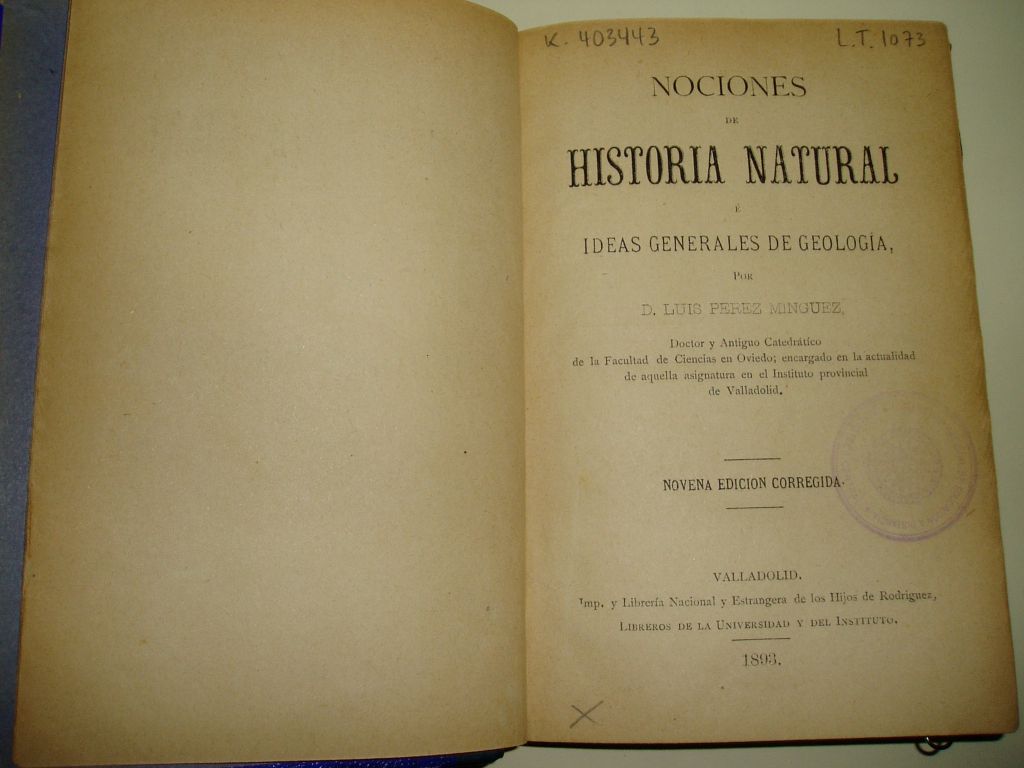 K. 403443 L.T. 1073
NOCIONES
DE
HISTORIA NATURAL
É
IDEAS GENERALES DE GEOLOGÍA,
POR
D. LUIS PEREZ MINGUEZ,
Doctor y Antiguo Catedrático
de la Facultad de Ciencias en Oviedo; encargado en la actualidad
de aquella asignatura en el Instituto provincial
de Valladolid.
NOVENA EDICION CORREGIDA.
VALLADOLID.
Imp. y Librería Nacional y Estrangera de los Hijos de Rodriguez,
LIBREROS DE LA UNIVERSIDAD Y DEL INSTITUTO.
1893.